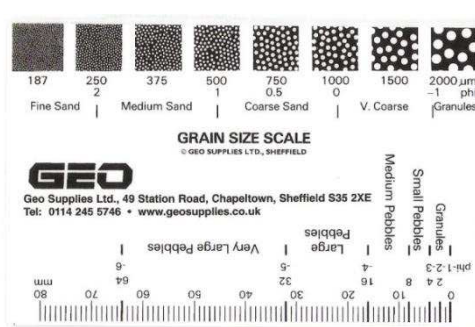 187 250 375 500 750 1000 1500 2000 µm
2 1 0.5 0 -1 phi
Fine Sand | Medium Sand | Coarse Sand | V. Coarse | Granules
GRAIN SIZE SCALE
© GEO SUPPLIES LTD., SHEFFIELD
GEO
Geo Supplies Ltd., 49 Station Road, Chapeltown, Sheffield S35 2XE
Tel: 0114 245 5746 • www.geosupplies.co.uk
Medium Pebbles
Small Pebbles
Granules
Very Large Pebbles
Large Pebbles
-6 -5 -4 phi-1-2-3
mm 64 32 16 8 4 2
80 70 60 50 40 30 20 10 0